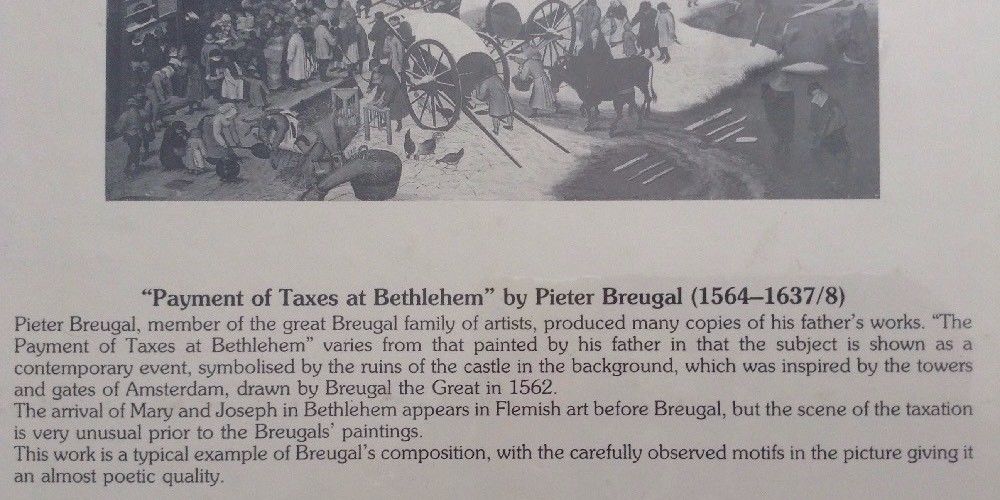 “Payment of Taxes at Bethlehem” by Pieter Breugal (1564–1637/8)
Pieter Breugal, member of the great Breugal family of artists, produced many copies of his father’s works. “The
Payment of Taxes at Bethlehem” varies from that painted by his father in that the subject is shown as a
contemporary event, symbolised by the ruins of the castle in the background, which was inspired by the towers
and gates of Amsterdam, drawn by Breugal the Great in 1562.
The arrival of Mary and Joseph in Bethlehem appears in Flemish art before Breugal, but the scene of the taxation
is very unusual prior to the Breugals’ paintings.
This work is a typical example of Breugal’s composition, with the carefully observed motifs in the picture giving it
an almost poetic quality.